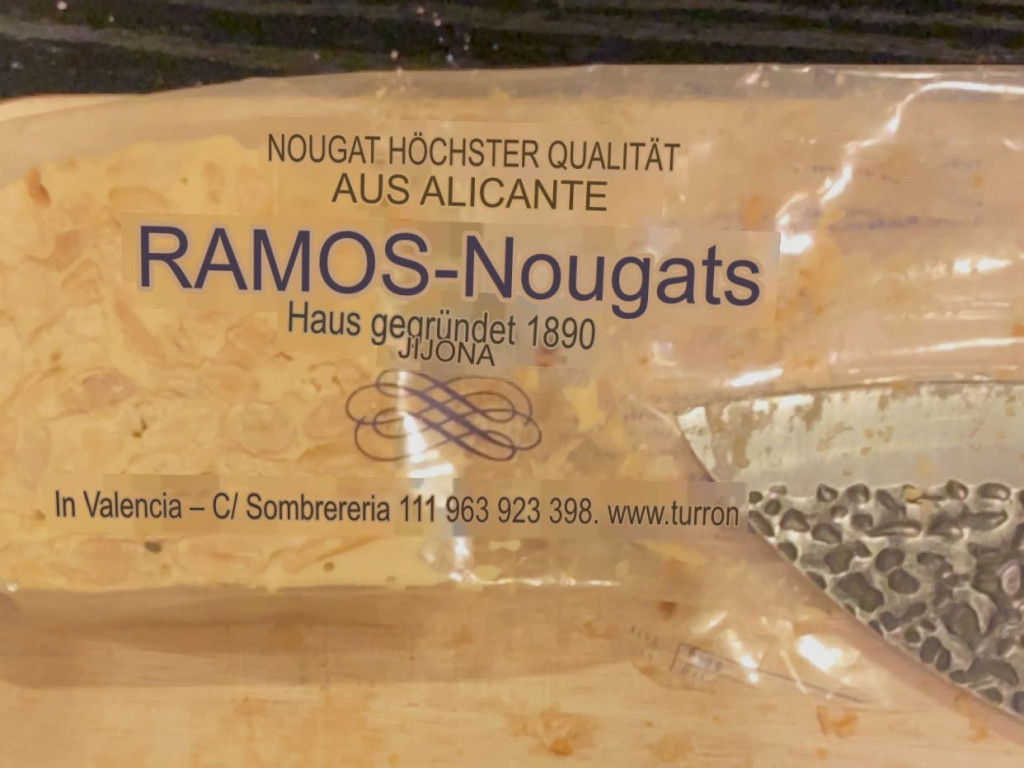 NOUGAT HÖCHSTER QUALITÄT
AUS ALICANTE
RAMOS-Nougats
Haus gegründet 1890
JIJONA
In Valencia – C/ Sombrereria 111 963 923 398. www.turron